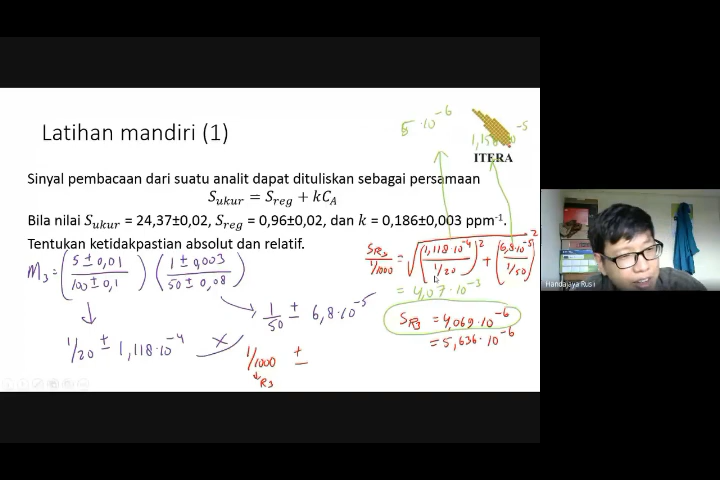 Latihan mandiri (1)
5 · 10⁻⁶
ITERA
Sinyal pembacaan dari suatu analit dapat dituliskan sebagai persamaan
S_ukur = S_reg + kC_A
Bila nilai S_ukur = 24,37±0,02, S_reg = 0,96±0,02, dan k = 0,186±0,003 ppm⁻¹.
Tentukan ketidakpastian absolut dan relatif.
M₃ = (5 ± 0,01 / 100 ± 0,1) (1 ± 0,003 / 50 ± 0,08)
S_R₃ / 1/1000 = √((1,118·10⁻⁴ / 1/20)² + (6,8·10⁻⁵ / 1/50)²
= 4,07·10⁻³
1/50 ± 6,8·10⁻⁵
S_R₃ = 4,069·10⁻⁶
= 5,636·10⁻⁶
1/20 ± 1,118·10⁻⁴ x
1/1000 ±
R₃
Handajaya Rusli